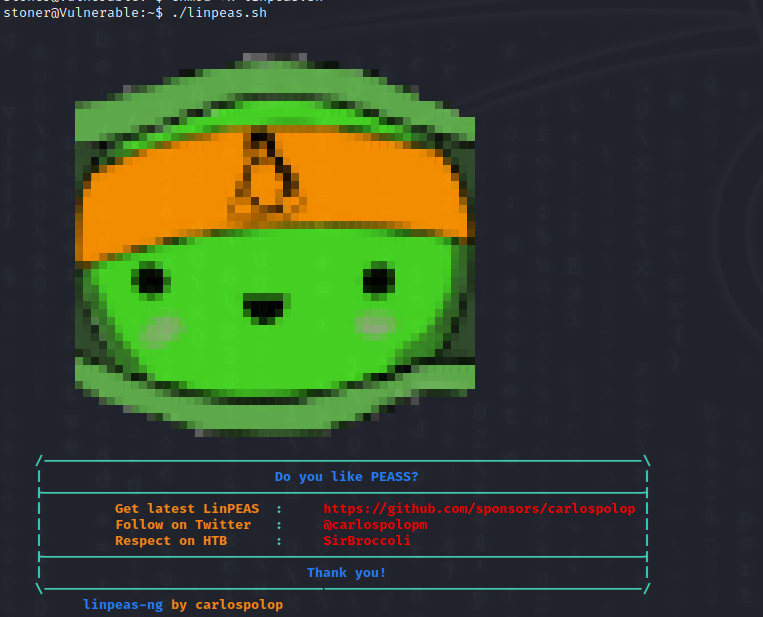 stoner@Vulnerable:~$ ./linpeas.sh
Do you like PEASS?
Get latest LinPEAS : https://github.com/sponsors/carlospolop
Follow on Twitter : @carlospolopm
Respect on HTB : SirBroccoli
Thank you!
linpeas-ng by carlospolop